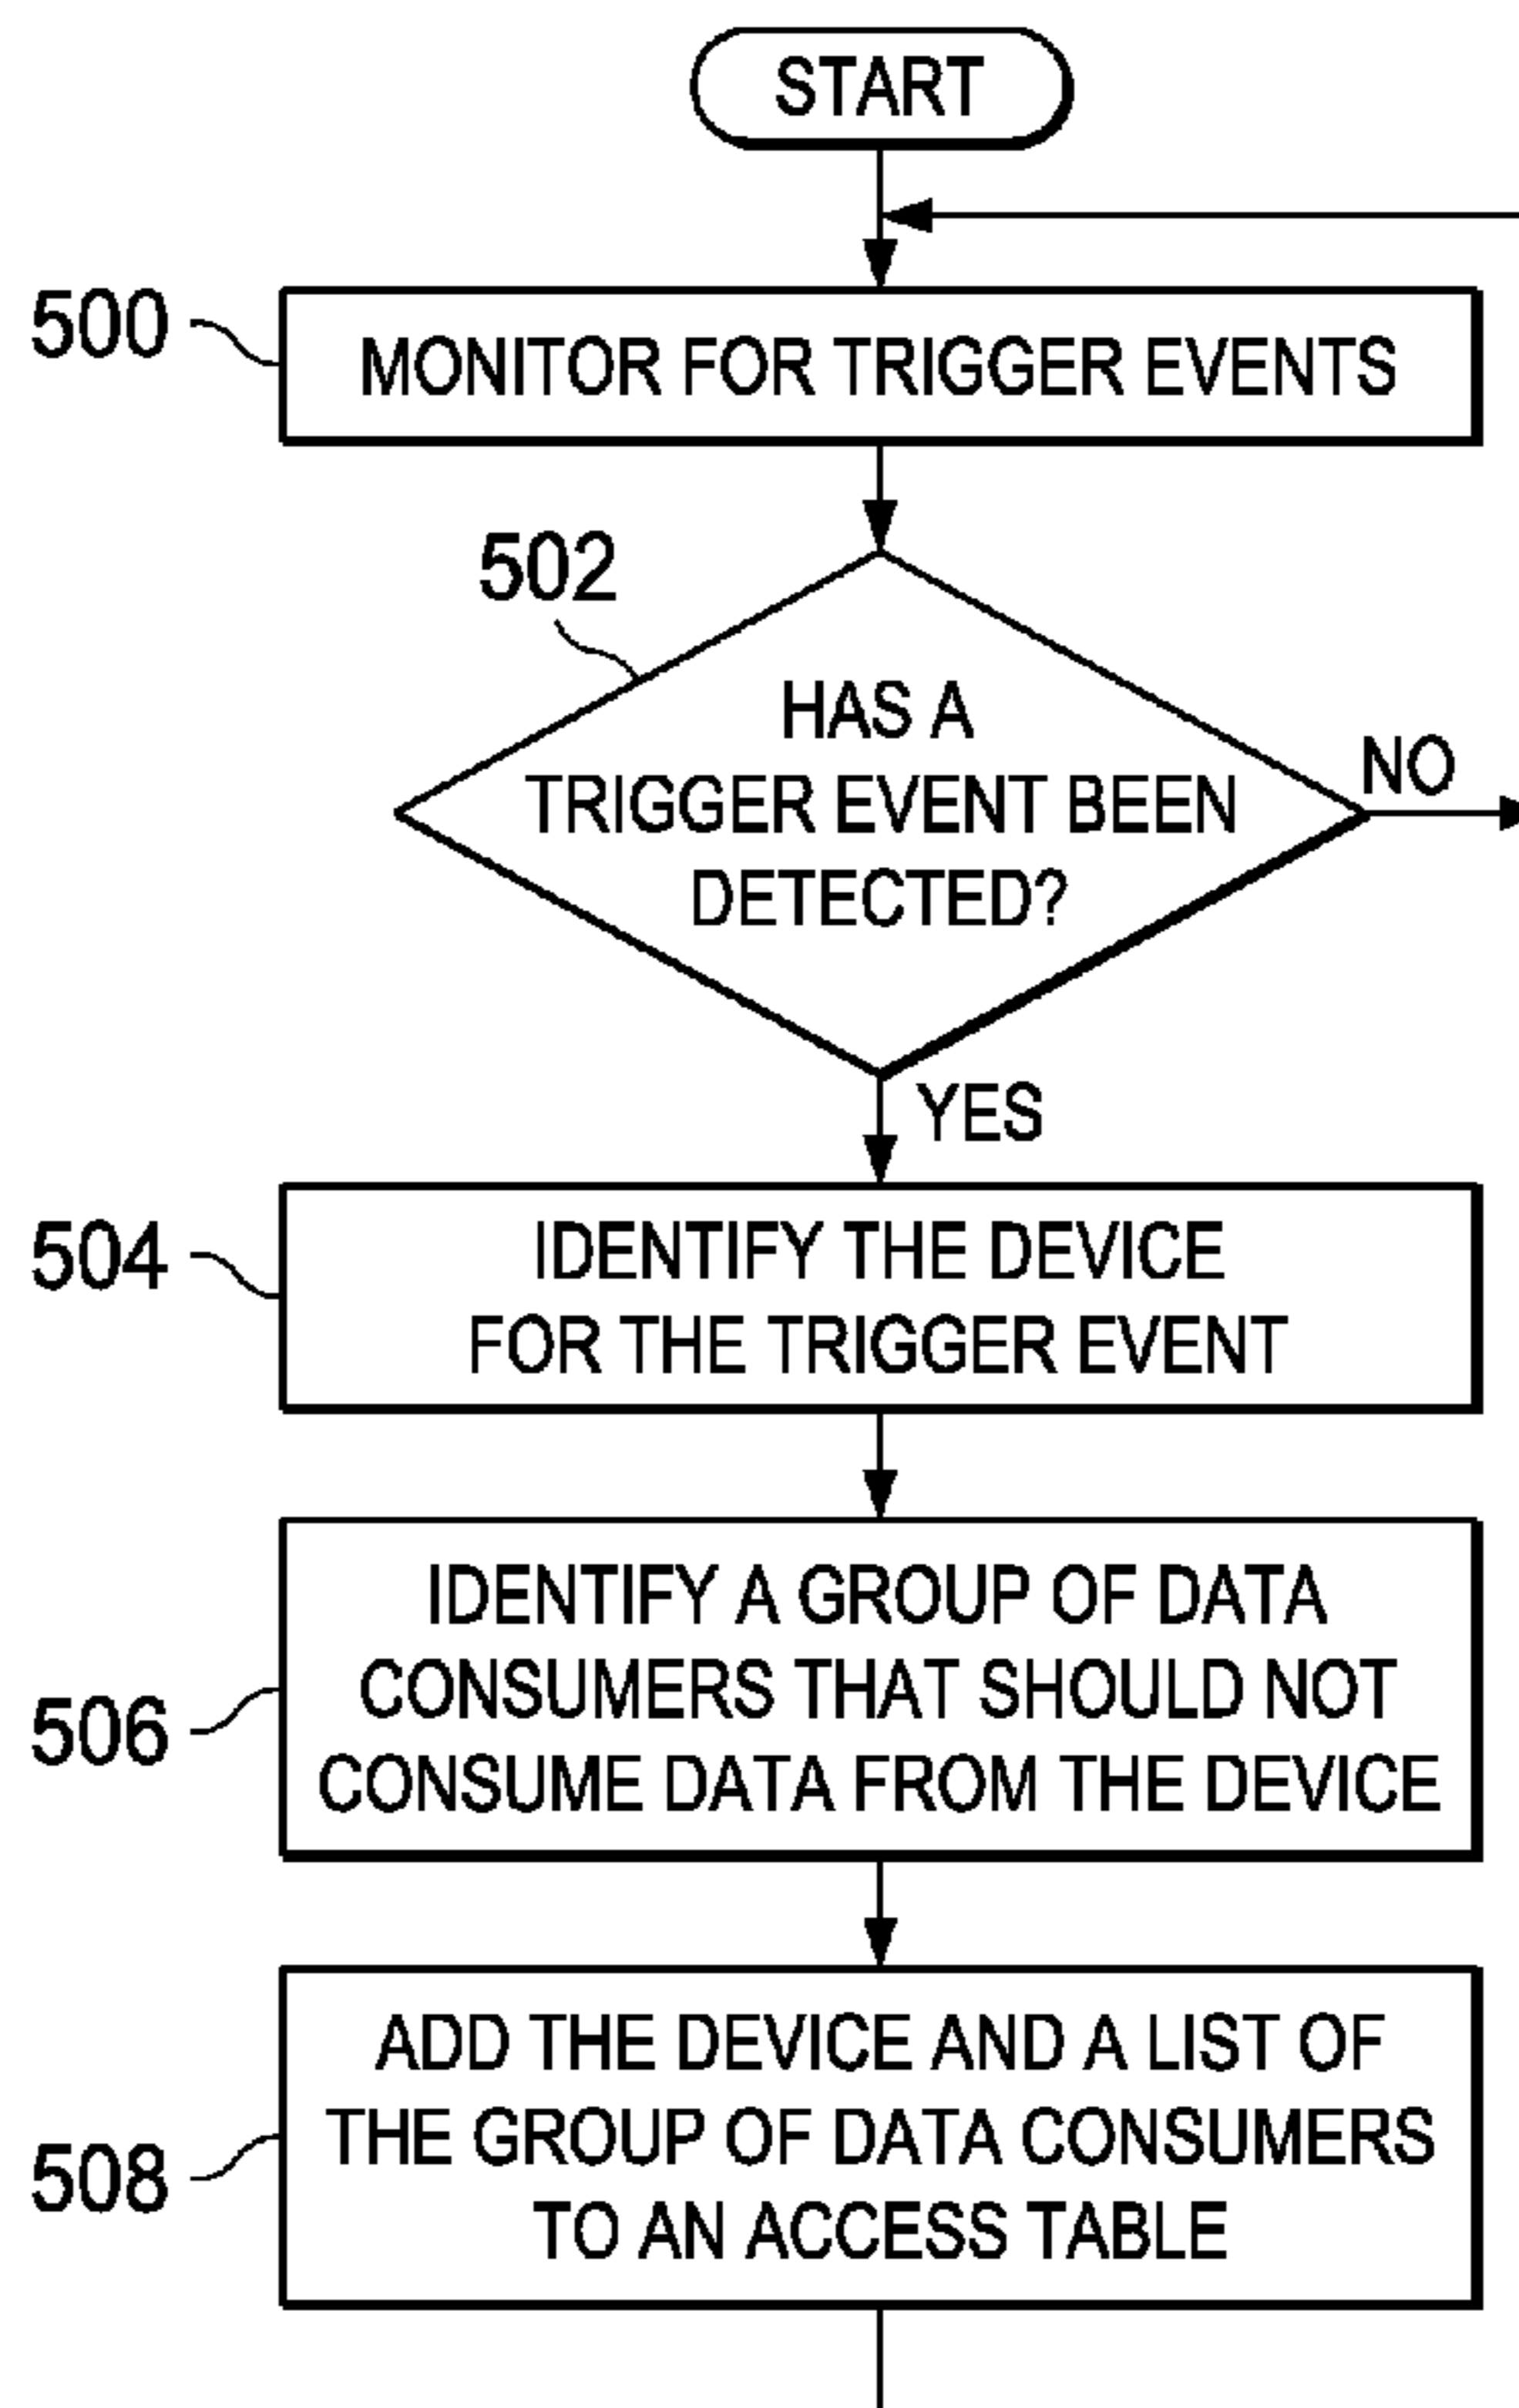 START
500
MONITOR FOR TRIGGER EVENTS
502
HAS A
TRIGGER EVENT BEEN
DETECTED?
NO
YES
504
IDENTIFY THE DEVICE
FOR THE TRIGGER EVENT
506
IDENTIFY A GROUP OF DATA
CONSUMERS THAT SHOULD NOT
CONSUME DATA FROM THE DEVICE
508
ADD THE DEVICE AND A LIST OF
THE GROUP OF DATA CONSUMERS
TO AN ACCESS TABLE